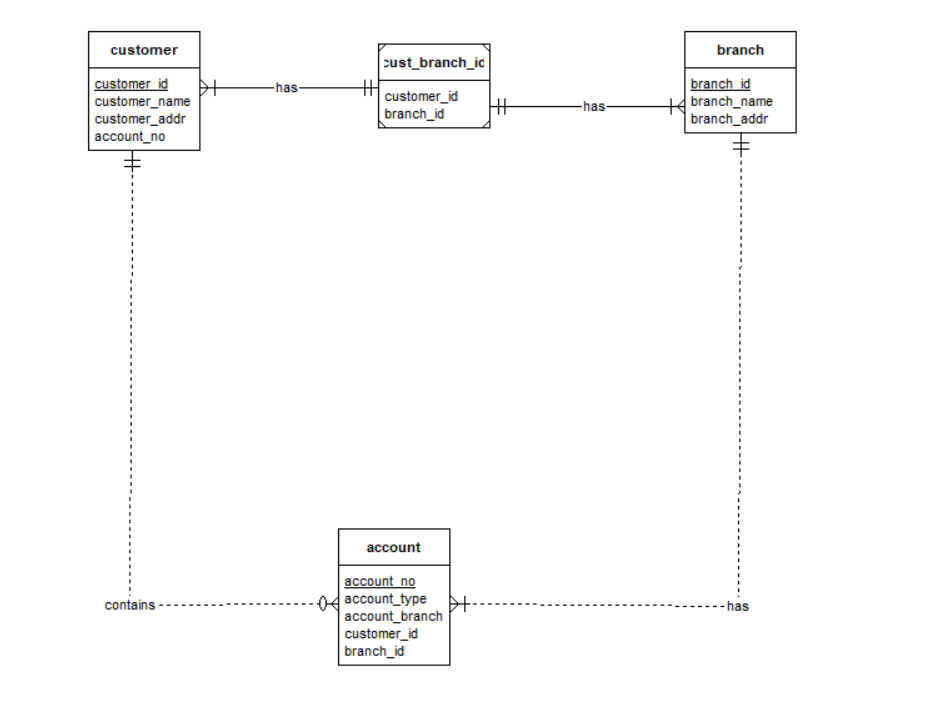 customer
customer_id
customer_name
customer_addr
account_no
has
cust_branch_id
customer_id
branch_id
has
branch
branch_id
branch_name
branch_addr
contains
account
account_no
account_type
account_branch
customer_id
branch_id
has